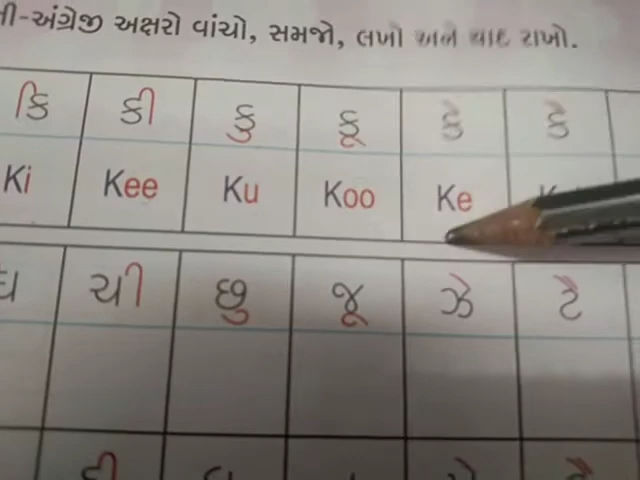 -અંગ્રેજી અક્ષરો વાંચો, સમજો, લખો અને યાદ રાખો.
કિ કી કુ કૂ કે કૈ
Ki Kee Ku Koo Ke
ચી છુ જૂ ઝે ટૈ